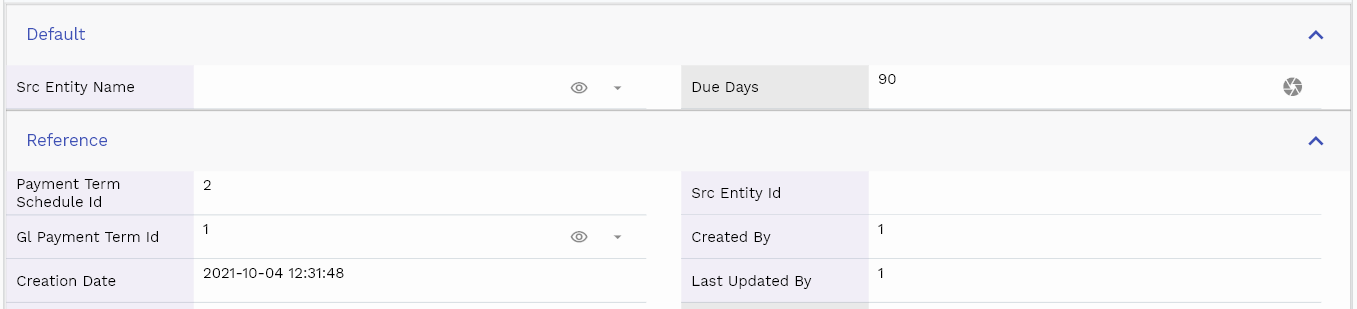 Default
Src Entity Name
Due Days 90
Reference
Payment Term
Schedule Id 2
Src Entity Id
Gl Payment Term Id 1
Created By 1
Creation Date 2021-10-04 12:31:48
Last Updated By 1